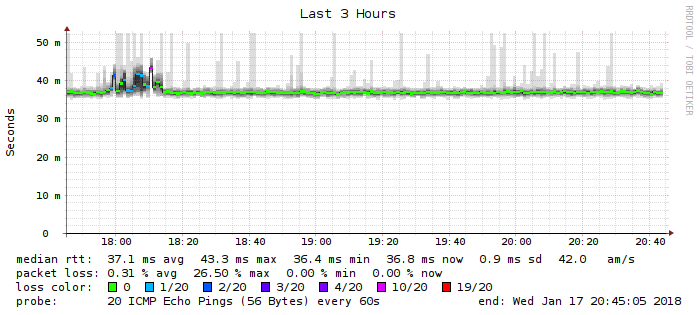 Last 3 Hours
RRDTOOL / TOBI OETIKER
Seconds
50 m
40 m
30 m
20 m
10 m
0
18:00 18:20 18:40 19:00 19:20 19:40 20:00 20:20 20:40
median rtt: 37.1 ms avg 43.3 ms max 36.4 ms min 36.8 ms now 0.9 ms sd 42.0 am/s
packet loss: 0.31 % avg 26.50 % max 0.00 % min 0.00 % now
loss color: 0 1/20 2/20 3/20 4/20 10/20 19/20
probe: 20 ICMP Echo Pings (56 Bytes) every 60s end: Wed Jan 17 20:45:05 2018